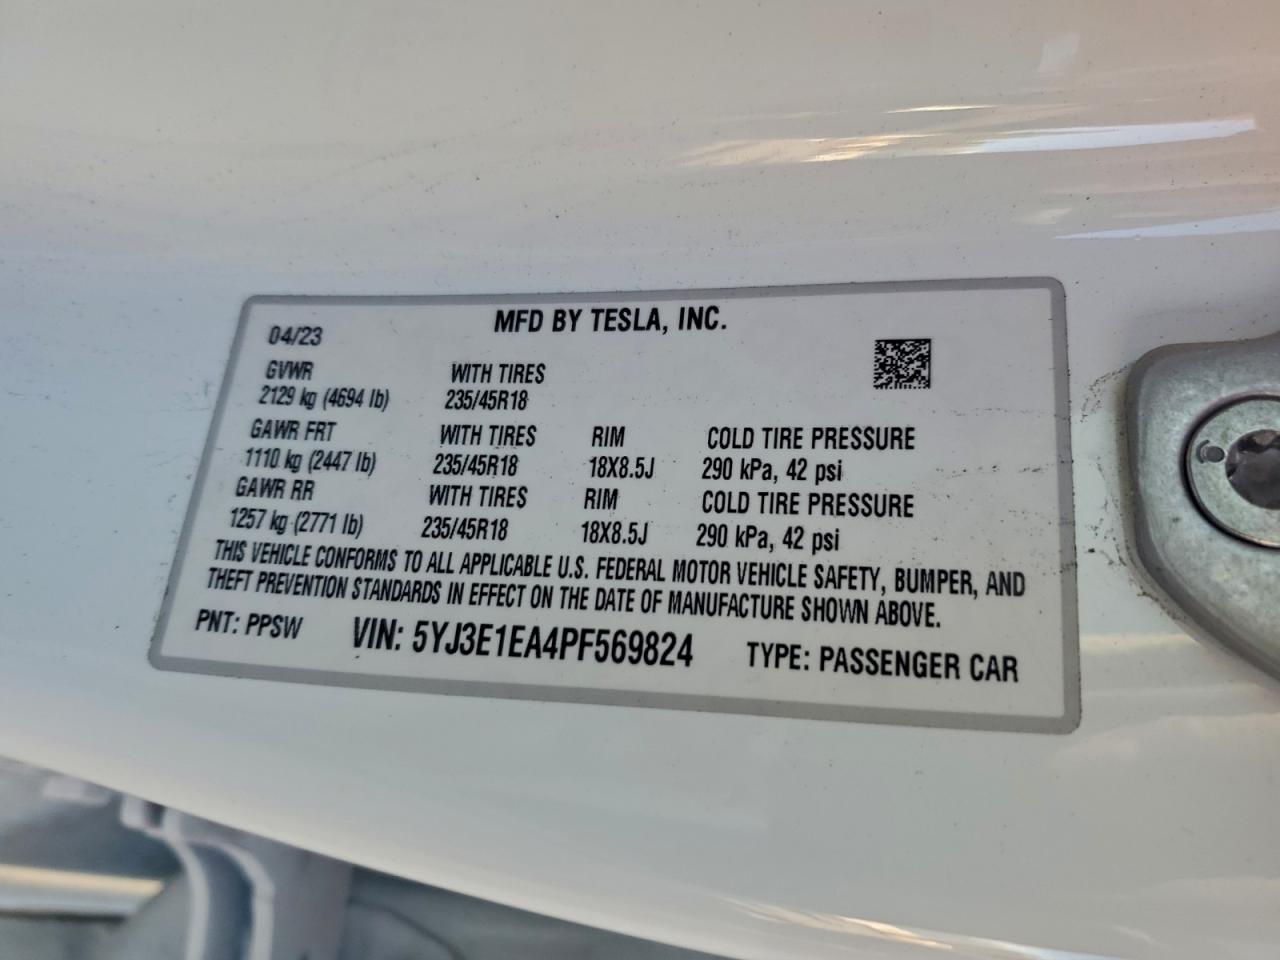 MFD BY TESLA, INC.
04/23
GVWR WITH TIRES
2129 kg (4694 lb) 235/45R18
GAWR FRT WITH TIRES RIM COLD TIRE PRESSURE
1110 kg (2447 lb) 235/45R18 18X8.5J 290 kPa, 42 psi
GAWR RR WITH TIRES RIM COLD TIRE PRESSURE
1257 kg (2771 lb) 235/45R18 18X8.5J 290 kPa, 42 psi
THIS VEHICLE CONFORMS TO ALL APPLICABLE U.S. FEDERAL MOTOR VEHICLE SAFETY, BUMPER, AND
THEFT PREVENTION STANDARDS IN EFFECT ON THE DATE OF MANUFACTURE SHOWN ABOVE.
PNT: PPSW VIN: 5YJ3E1EA4PF569824 TYPE: PASSENGER CAR